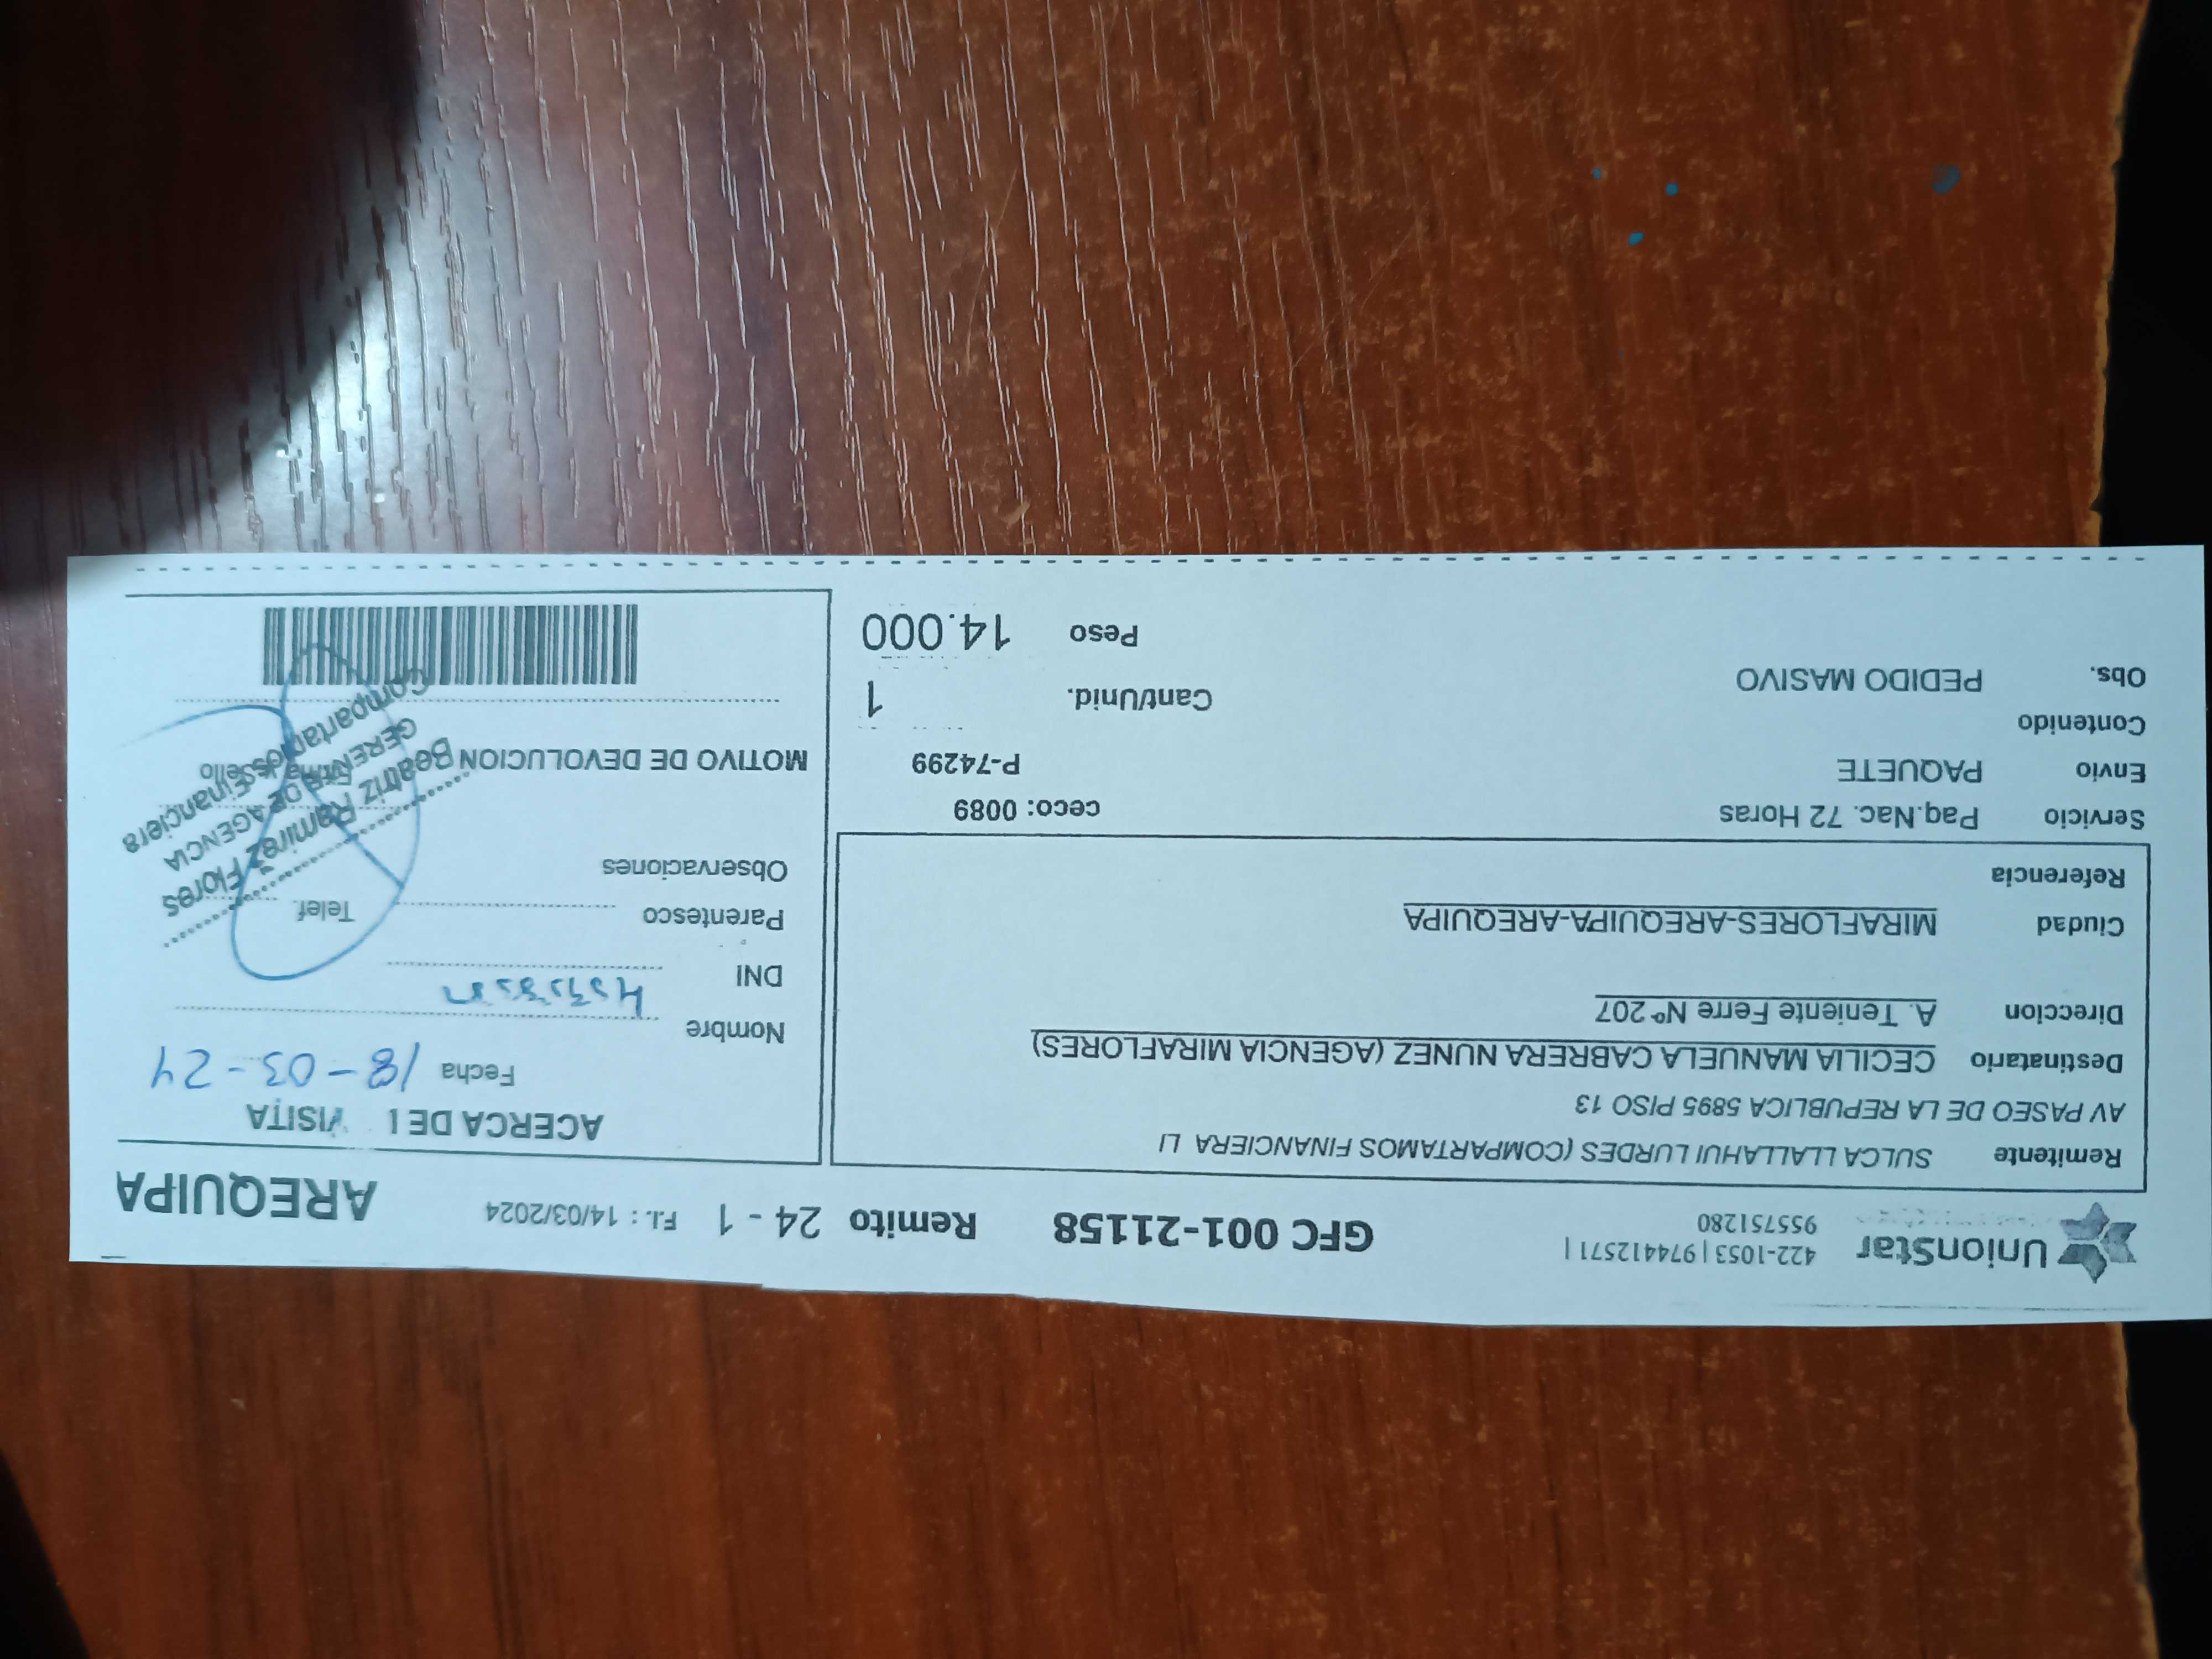 UnionStar 422-1053 | 974412571 |
955751280
GFC 001-21158 Remito 24 - 1 F.I. : 14/03/2024 AREQUIPA
Remitente SULCA LLALLAHUI LURDES (COMPARTAMOS FINANCIERA LI
AV PASEO DE LA REPUBLICA 5895 PISO 13
Destinatario CECILIA MANUELA CABRERA NUNEZ (AGENCIA MIRAFLORES)
Direccion A. Teniente Ferre Nº 207
Ciudad MIRAFLORES-AREQUIPA-AREQUIPA
Referencia
Servicio Paq.Nac. 72 Horas ceco: 0089
Envio PAQUETE P-74299
Contenido
Obs. PEDIDO MASIVO
Cant/Unid. 1
Peso 14.000
ACERCA DE VISITA
Fecha 18-03-24
Nombre
DNI
Parentesco Telef.
Observaciones
MOTIVO DE DEVOLUCION
Firma y Sello
Beatriz Ramirez Flores
GERENTE DE AGENCIA
Compartamos Financiera